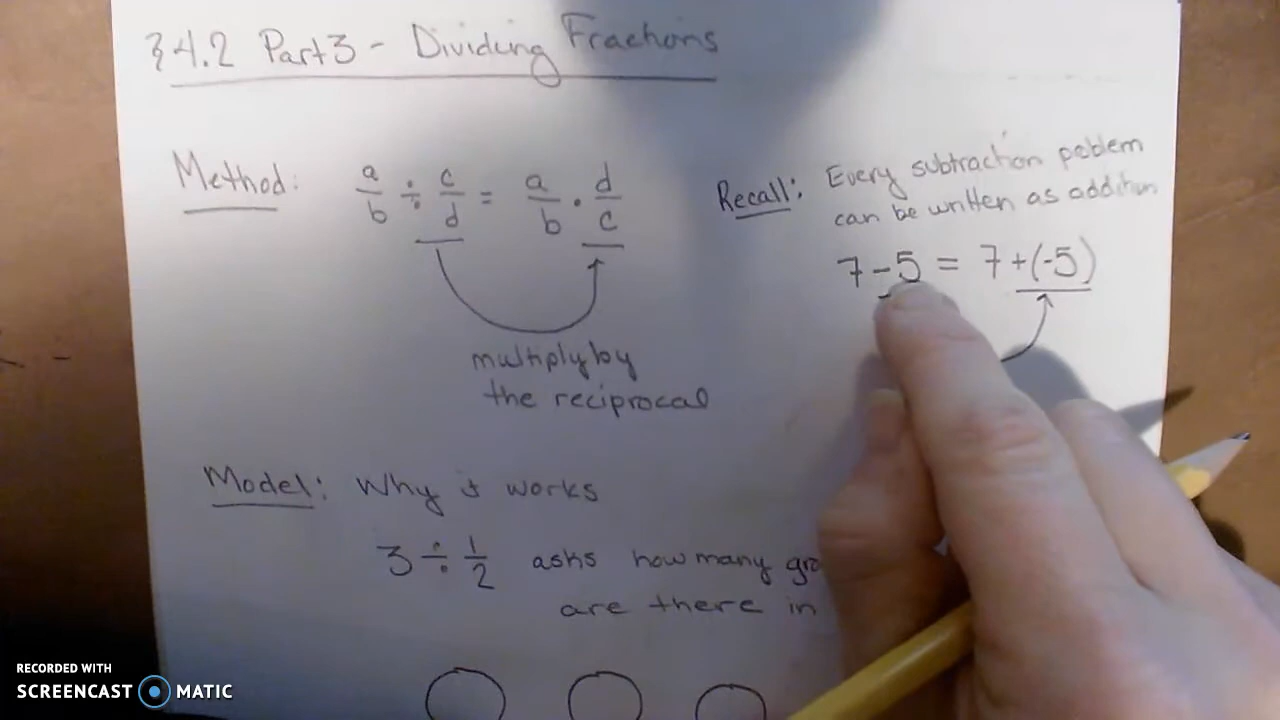 §4.2 Part 3 - Dividing Fractions
Method: a/b ÷ c/d = a/b · d/c
multiply by
the reciprocal
Recall: Every subtraction poblem
can be written as addition
7 - 5 = 7 + (-5)
Model: Why it works
3 ÷ 1/2 asks how many
are there in
RECORDED WITH
SCREENCAST MATIC